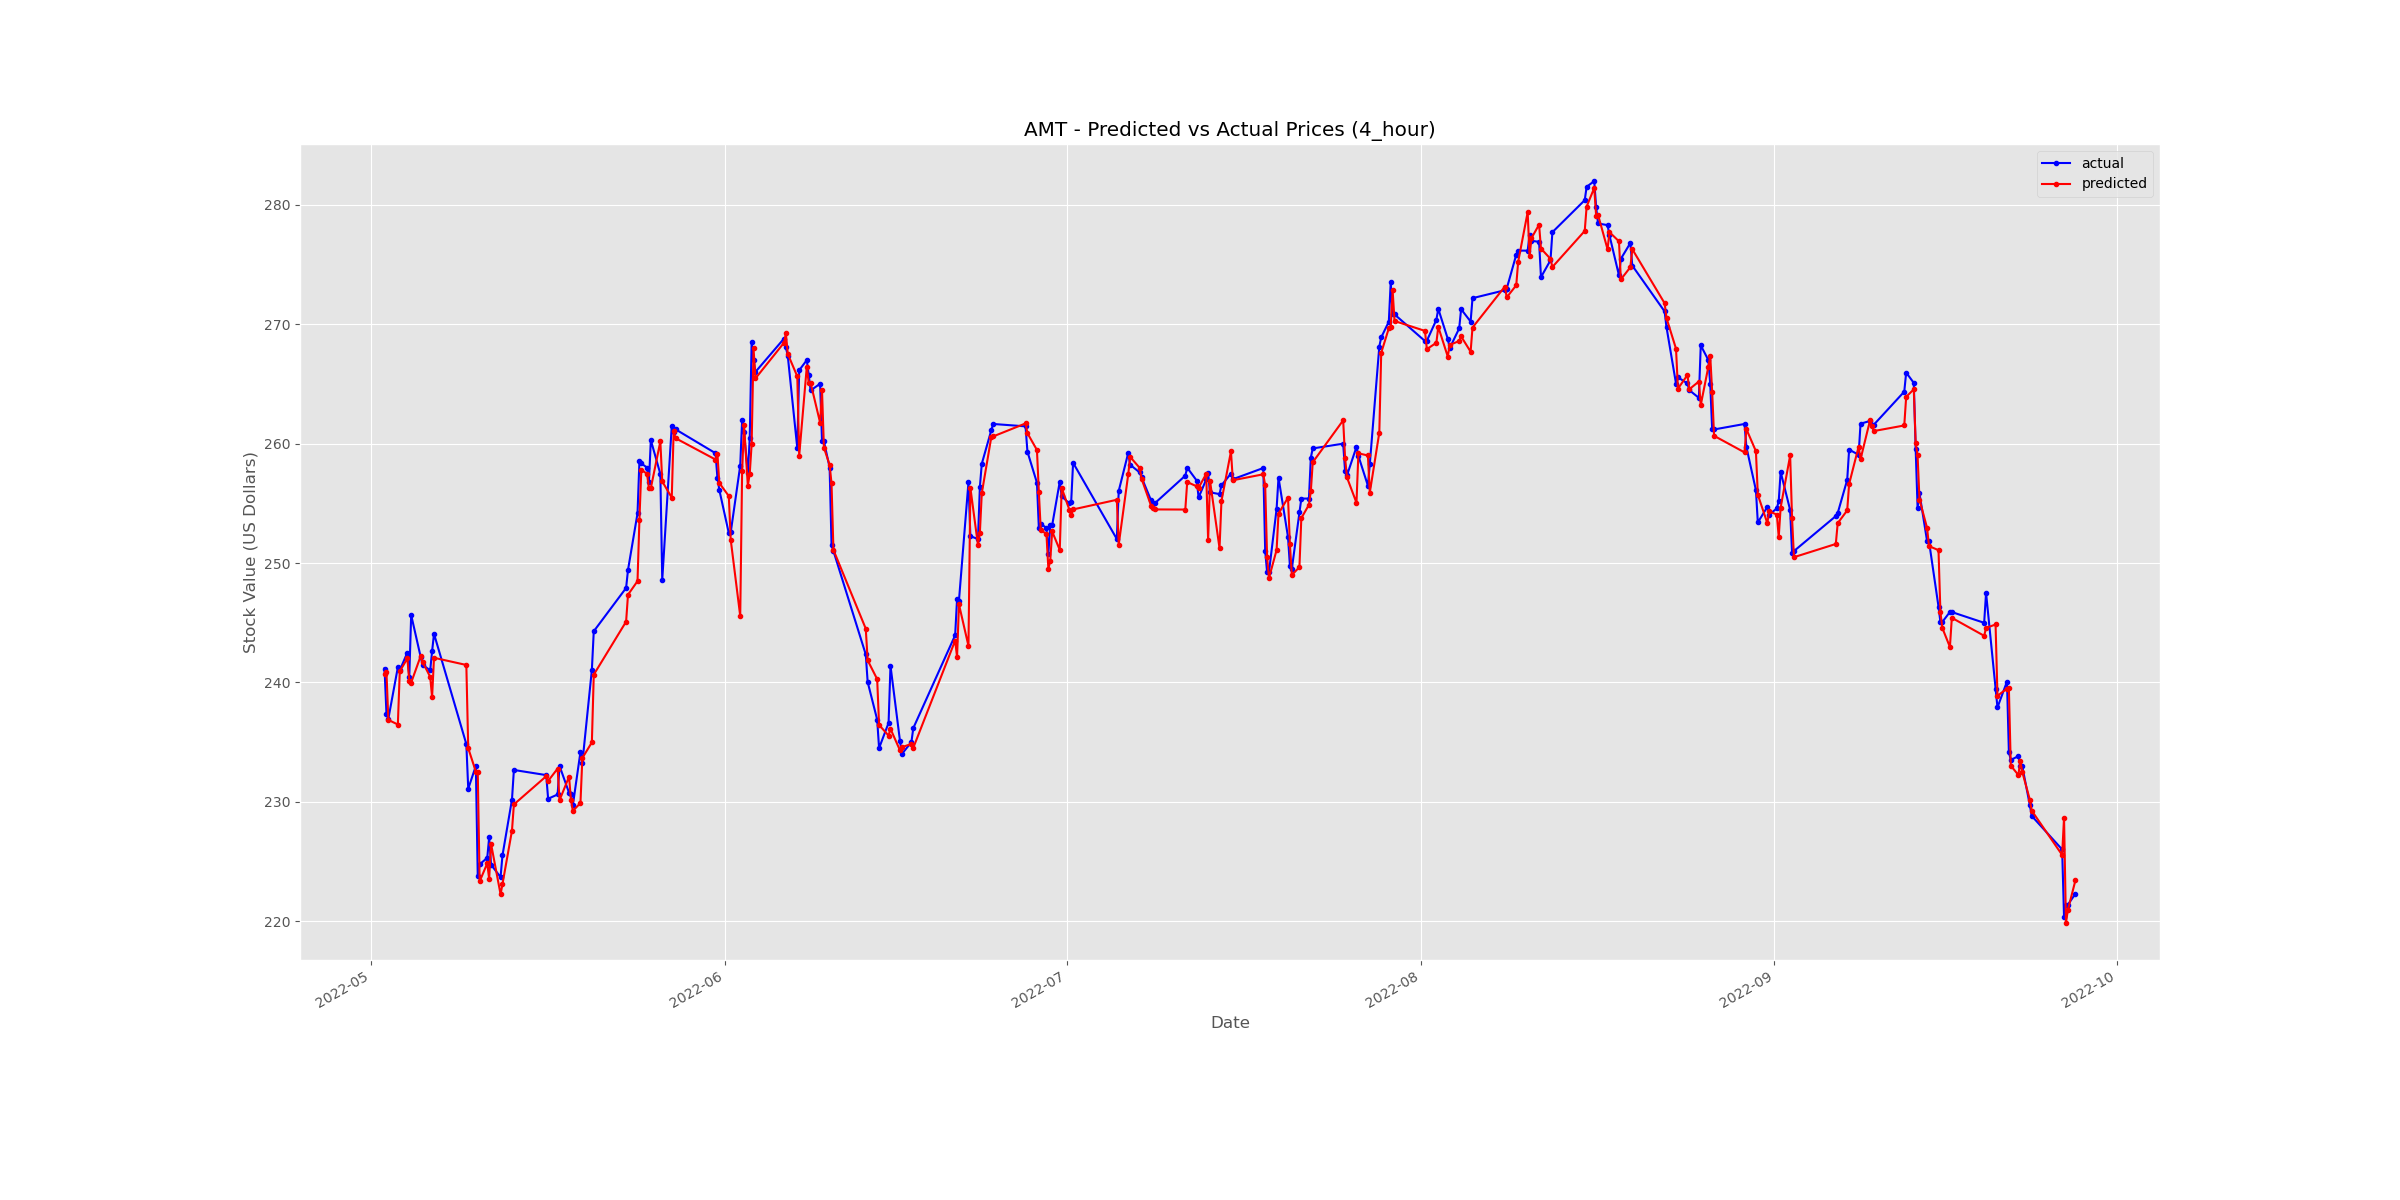 AMT - Predicted vs Actual Prices (4_hour)
actual
predicted
280
270
260
250
240
230
220
Stock Value (US Dollars)
2022-05
2022-06
2022-07
2022-08
2022-09
2022-10
Date